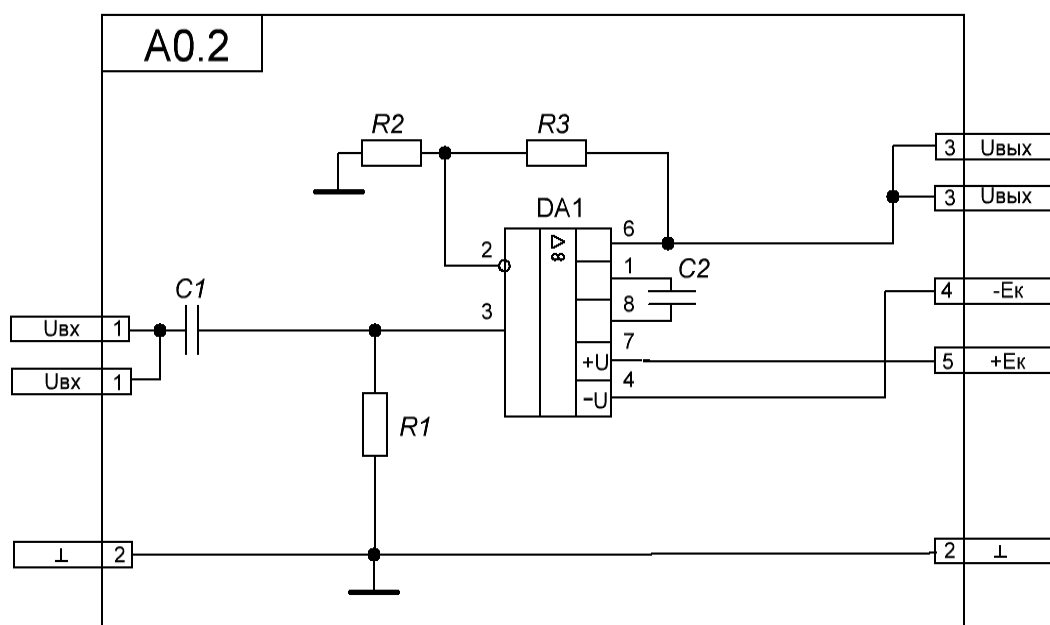 A0.2
R2
R3
3 Uвых
DA1
3 Uвых
6
▷∞
2
1
C2
C1
4 -Eк
3
8
Uвх 1
7
+U
5 +Eк
Uвх 1
4
-U
R1
⊥ 2
2 ⊥